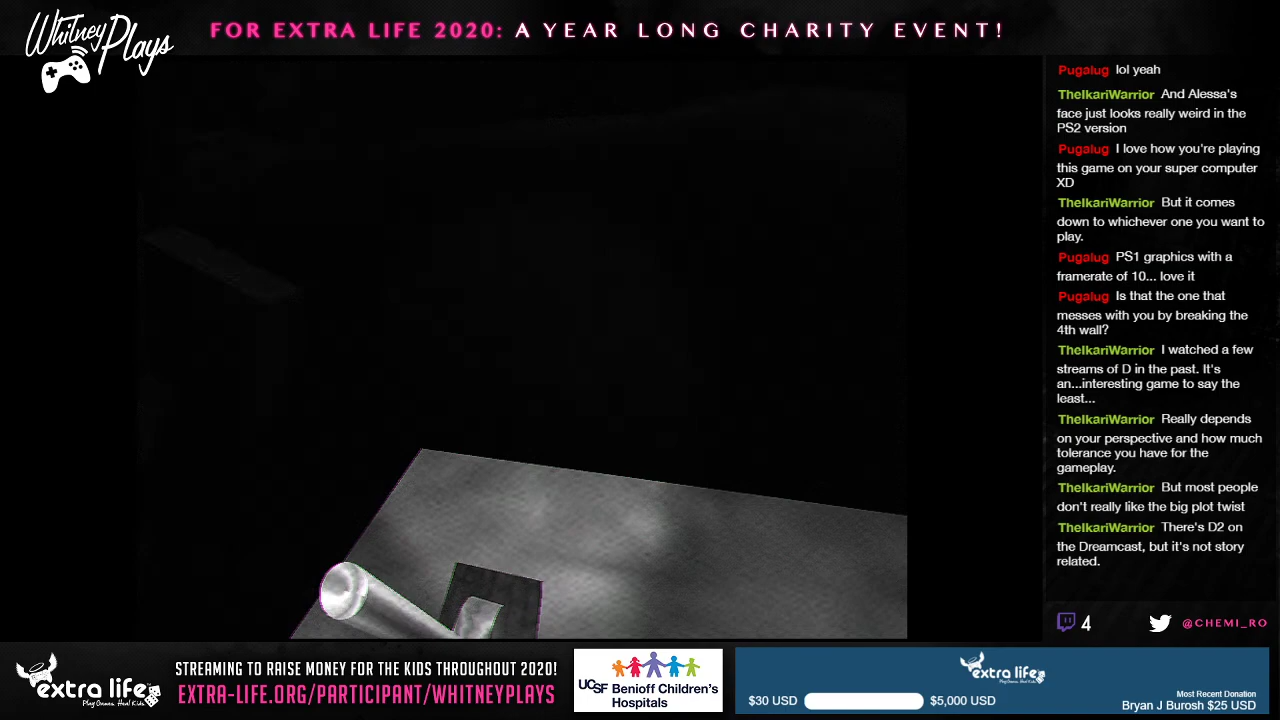 Whitney Plays
FOR EXTRA LIFE 2020: A YEAR LONG CHARITY EVENT!
Pugalug lol yeah
TheIkariWarrior And Alessa's
face just looks really weird in the
PS2 version
Pugalug I love how you're playing
this game on your super computer
XD
TheIkariWarrior But it comes
down to whichever one you want to
play.
Pugalug PS1 graphics with a
framerate of 10... love it
Pugalug Is that the one that
messes with you by breaking the
4th wall?
TheIkariWarrior I watched a few
streams of D in the past. It's
an...interesting game to say the
least...
TheIkariWarrior Really depends
on your perspective and how much
tolerance you have for the
gameplay.
TheIkariWarrior But most people
don't really like the big plot twist
TheIkariWarrior There's D2 on
the Dreamcast, but it's not story
related.
4
@CHEMI_RO
extra life
Play Games. Heal Kids.
STREAMING TO RAISE MONEY FOR THE KIDS THROUGHOUT 2020!
EXTRA-LIFE.ORG/PARTICIPANT/WHITNEYPLAYS
UCSF Benioff Children's
Hospitals
extra life
Play Games. Heal Kids.
$30 USD
$5,000 USD
Most Recent Donation
Bryan J Burosh $25 USD